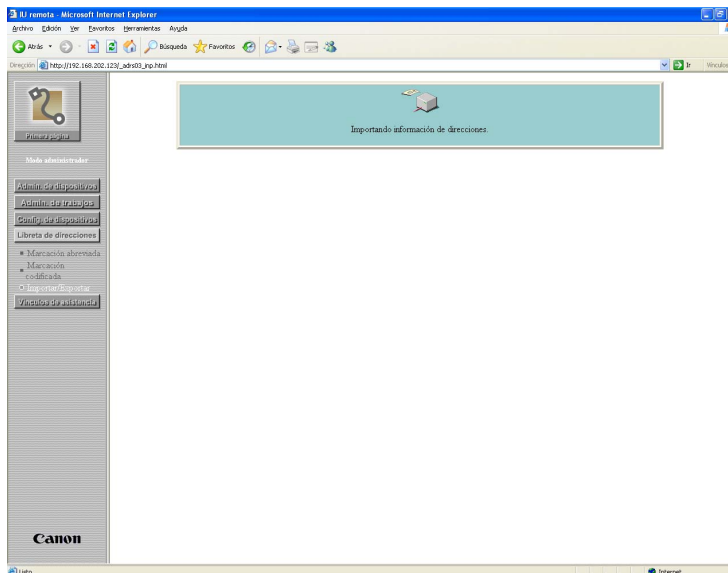 IU remota - Microsoft Internet Explorer
Archivo Edición Ver Favoritos Herramientas Ayuda
Atrás Búsqueda Favoritos
Dirección http://192.168.202.123/_adrs03_inp.html Ir Vínculos
Importando información de direcciones.
Primera página
Modo administrador
Admin. de dispositivos
Admin. de trabajos
Config. de dispositivos
Libreta de direcciones
Marcación abreviada
Marcación
codificada
Importar/Exportar
Vínculos de asistencia
Canon
Listo Internet